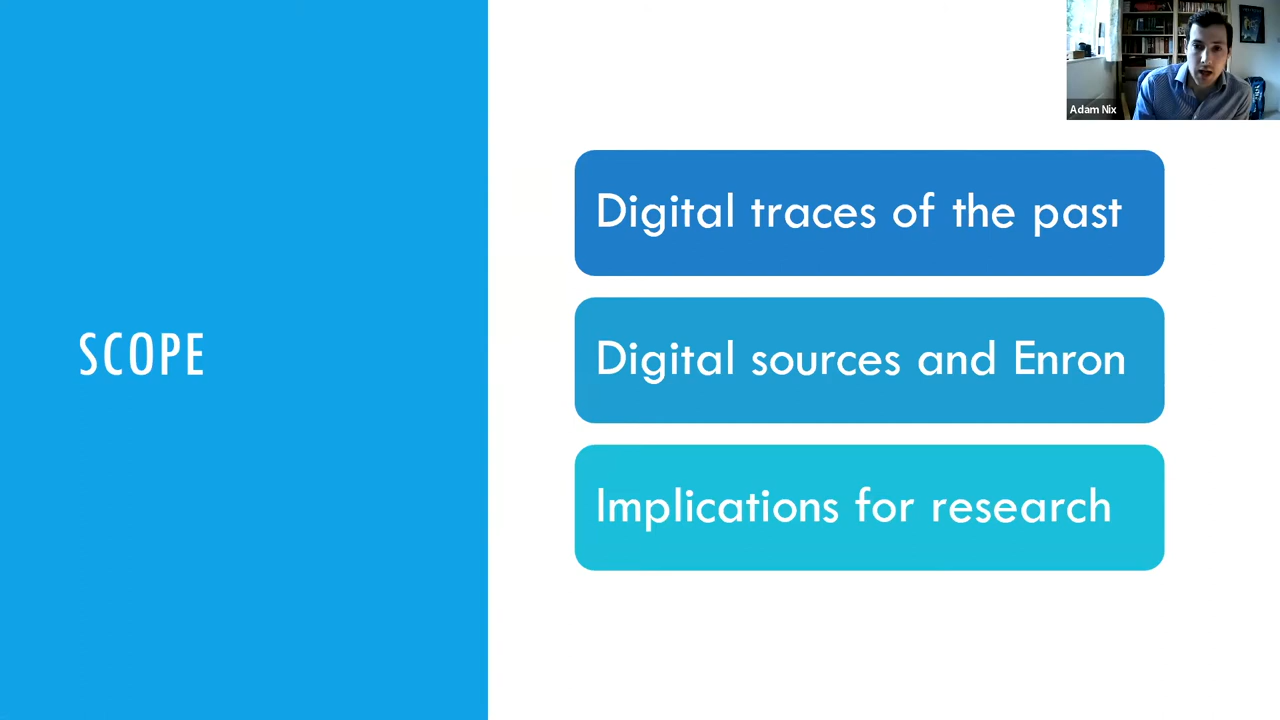 Adam Nix
SCOPE
Digital traces of the past
Digital sources and Enron
Implications for research